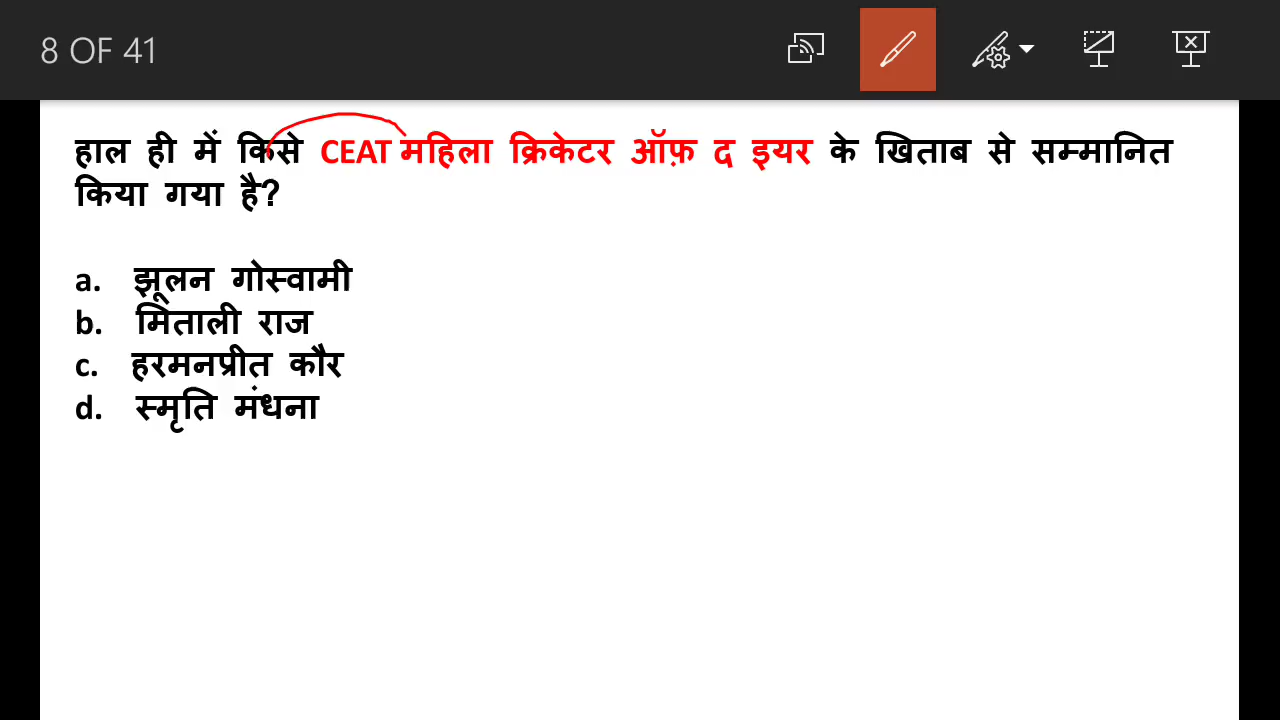 8 OF 41
हाल ही में किसे CEAT महिला क्रिकेटर ऑफ़ द इयर के खिताब से सम्मानित
किया गया है?
a. झूलन गोस्वामी
b. मिताली राज
c. हरमनप्रीत कौर
d. स्मृति मंधना